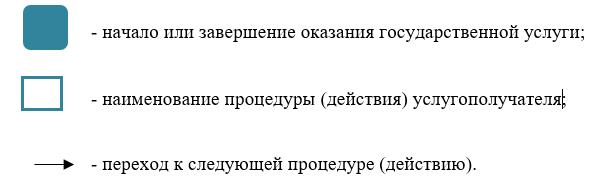 - начало или завершение оказания государственной услуги;
- наименование процедуры (действия) услугополучателя;
- переход к следующей процедуре (действию).